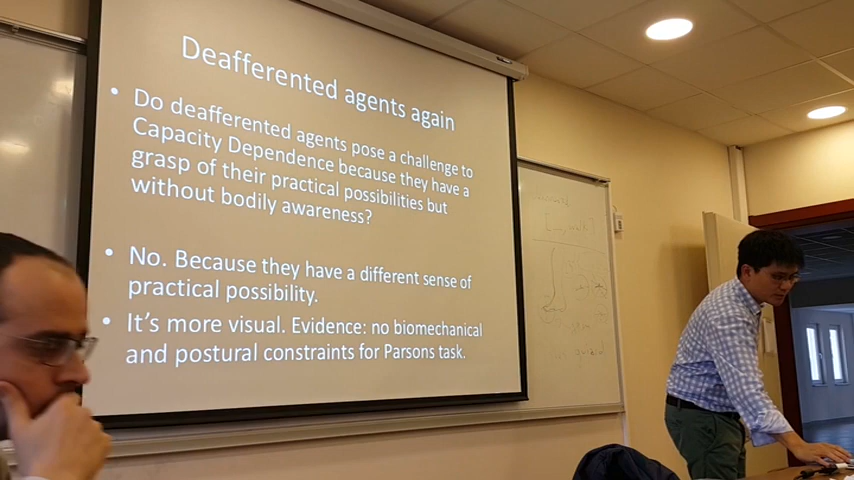 Deafferented agents again
• Do deafferented agents pose a challenge to
Capacity Dependence because they have a
grasp of their practical possibilities but
without bodily awareness?
• No. Because they have a different sense of
practical possibility.
• It's more visual. Evidence: no biomechanical
and postural constraints for Parsons task.